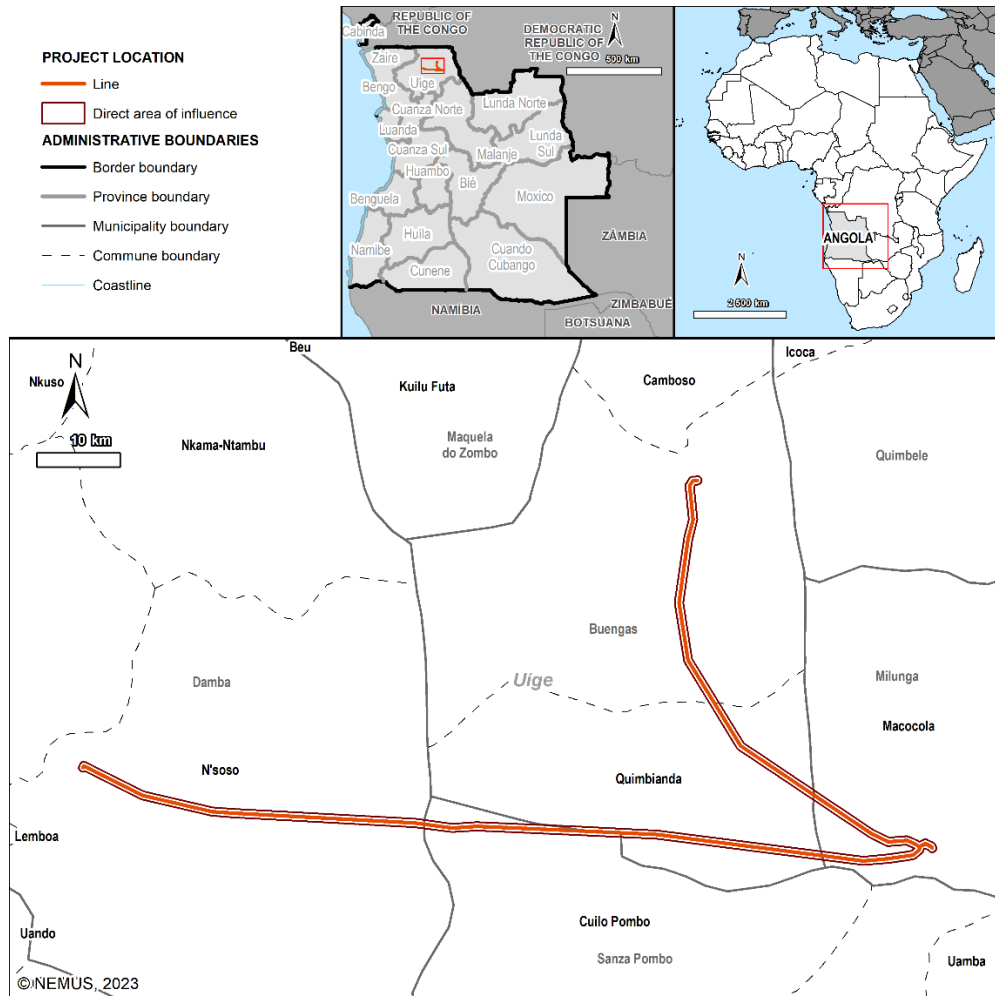 PROJECT LOCATION
Line
Direct area of influence
ADMINISTRATIVE BOUNDARIES
Border boundary
Province boundary
Municipality boundary
Commune boundary
Coastline
REPUBLIC OF
THE CONGO
Cabinda
DEMOCRATIC
REPUBLIC OF
THE CONGO
N
500 km
Zaire
Uíge
Bengo
Cuanza Norte
Lunda Norte
Luanda
Lunda
Sul
Cuanza Sul
Malanje
Huambo
Bié
Moxico
Benguela
Huíla
Namibe
Cuando
Cubango
Cunene
ZÂMBIA
NAMÍBIA
ZIMBABUÉ
BOTSUANA
ANGOLA
N
2 500 km
Beu
Icoca
N
Nkuso
Kuilu Futa
Camboso
10 km
Nkama-Ntambu
Maquela
do Zombo
Quimbele
Buengas
Damba
Uíge
Milunga
Macocola
N'soso
Quimbianda
Lemboa
Cuilo Pombo
Uando
Sanza Pombo
Uamba
©NEMUS, 2023